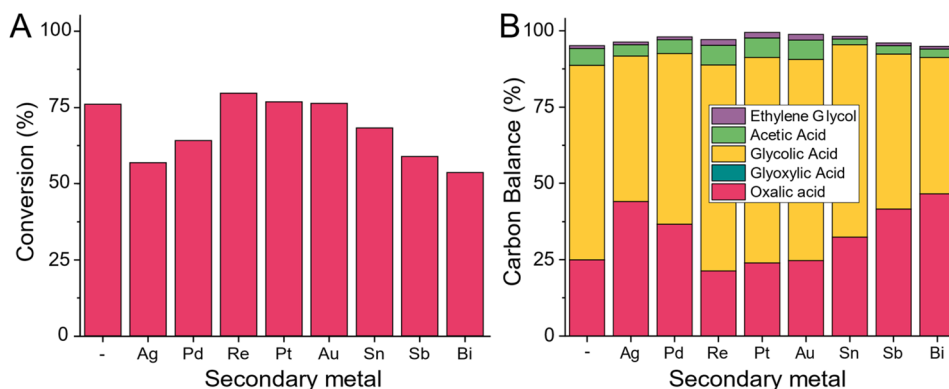 A
100
75
50
25
0
Conversion (%)
- Ag Pd Re Pt Au Sn Sb Bi
Secondary metal
B
100
75
50
25
0
Carbon Balance (%)
Ethylene Glycol
Acetic Acid
Glycolic Acid
Glyoxylic Acid
Oxalic acid
- Ag Pd Re Pt Au Sn Sb Bi
Secondary metal